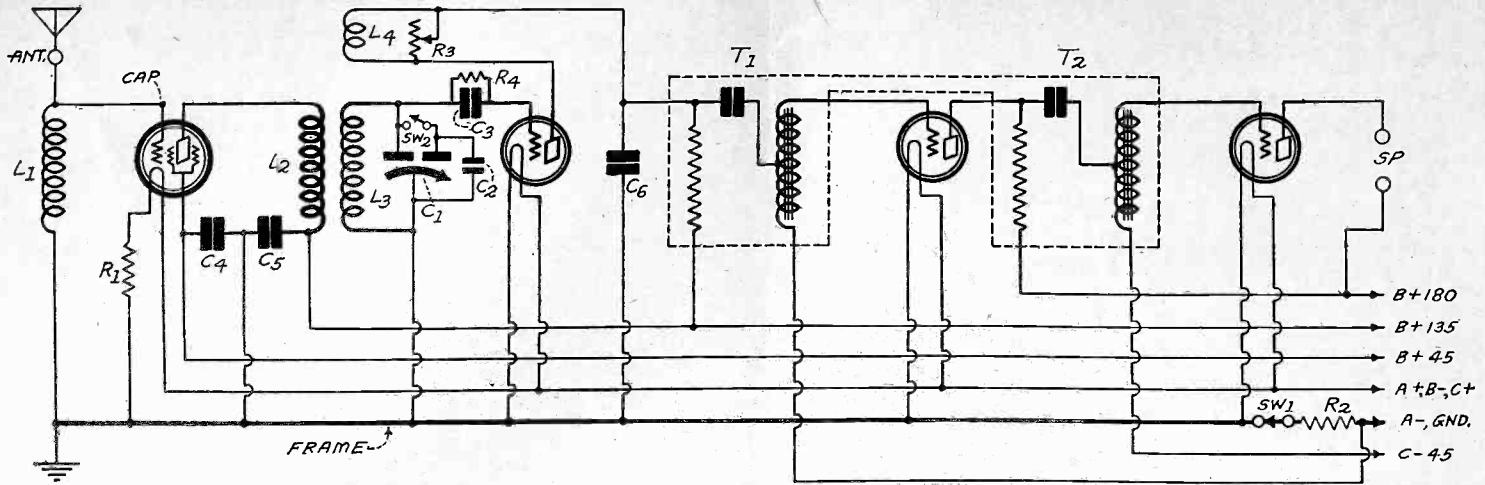 ANT.
CAP.
L4
R3
R4
C3
SW2
L1
L2
L3
C1
C2
R1
C4
C5
C6
T1
T2
SP
B+180
B+135
B+45
A+,B-,C+
SW1
R2
A-, GND.
C-45
FRAME